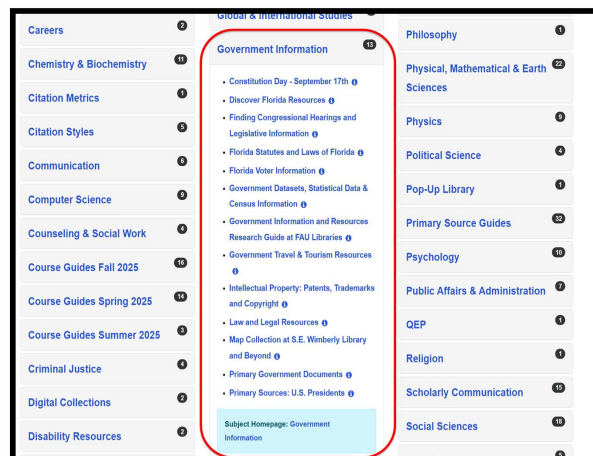 Careers 2
Chemistry & Biochemistry 11
Citation Metrics 1
Citation Styles 5
Communication 6
Computer Science 9
Counseling & Social Work 4
Course Guides Fall 2025 16
Course Guides Spring 2025 14
Course Guides Summer 2025 3
Criminal Justice 4
Digital Collections 2
Disability Resources 2
Global & International Studies
Government Information 13
• Constitution Day - September 17th
• Discover Florida Resources
• Finding Congressional Hearings and
Legislative Information
• Florida Statutes and Laws of Florida
• Florida Voter Information
• Government Datasets, Statistical Data &
Census Information
• Government Information and Resources
Research Guide at FAU Libraries
• Government Travel & Tourism Resources
• Intellectual Property: Patents, Trademarks
and Copyright
• Law and Legal Resources
• Map Collection at S.E. Wimberly Library
and Beyond
• Primary Government Documents
• Primary Sources: U.S. Presidents
Subject Homepage: Government
Information
Philosophy 1
Physical, Mathematical & Earth 22
Sciences
Physics 9
Political Science 4
Pop-Up Library 1
Primary Source Guides 32
Psychology 10
Public Affairs & Administration 7
QEP 1
Religion 1
Scholarly Communication 15
Social Sciences 18